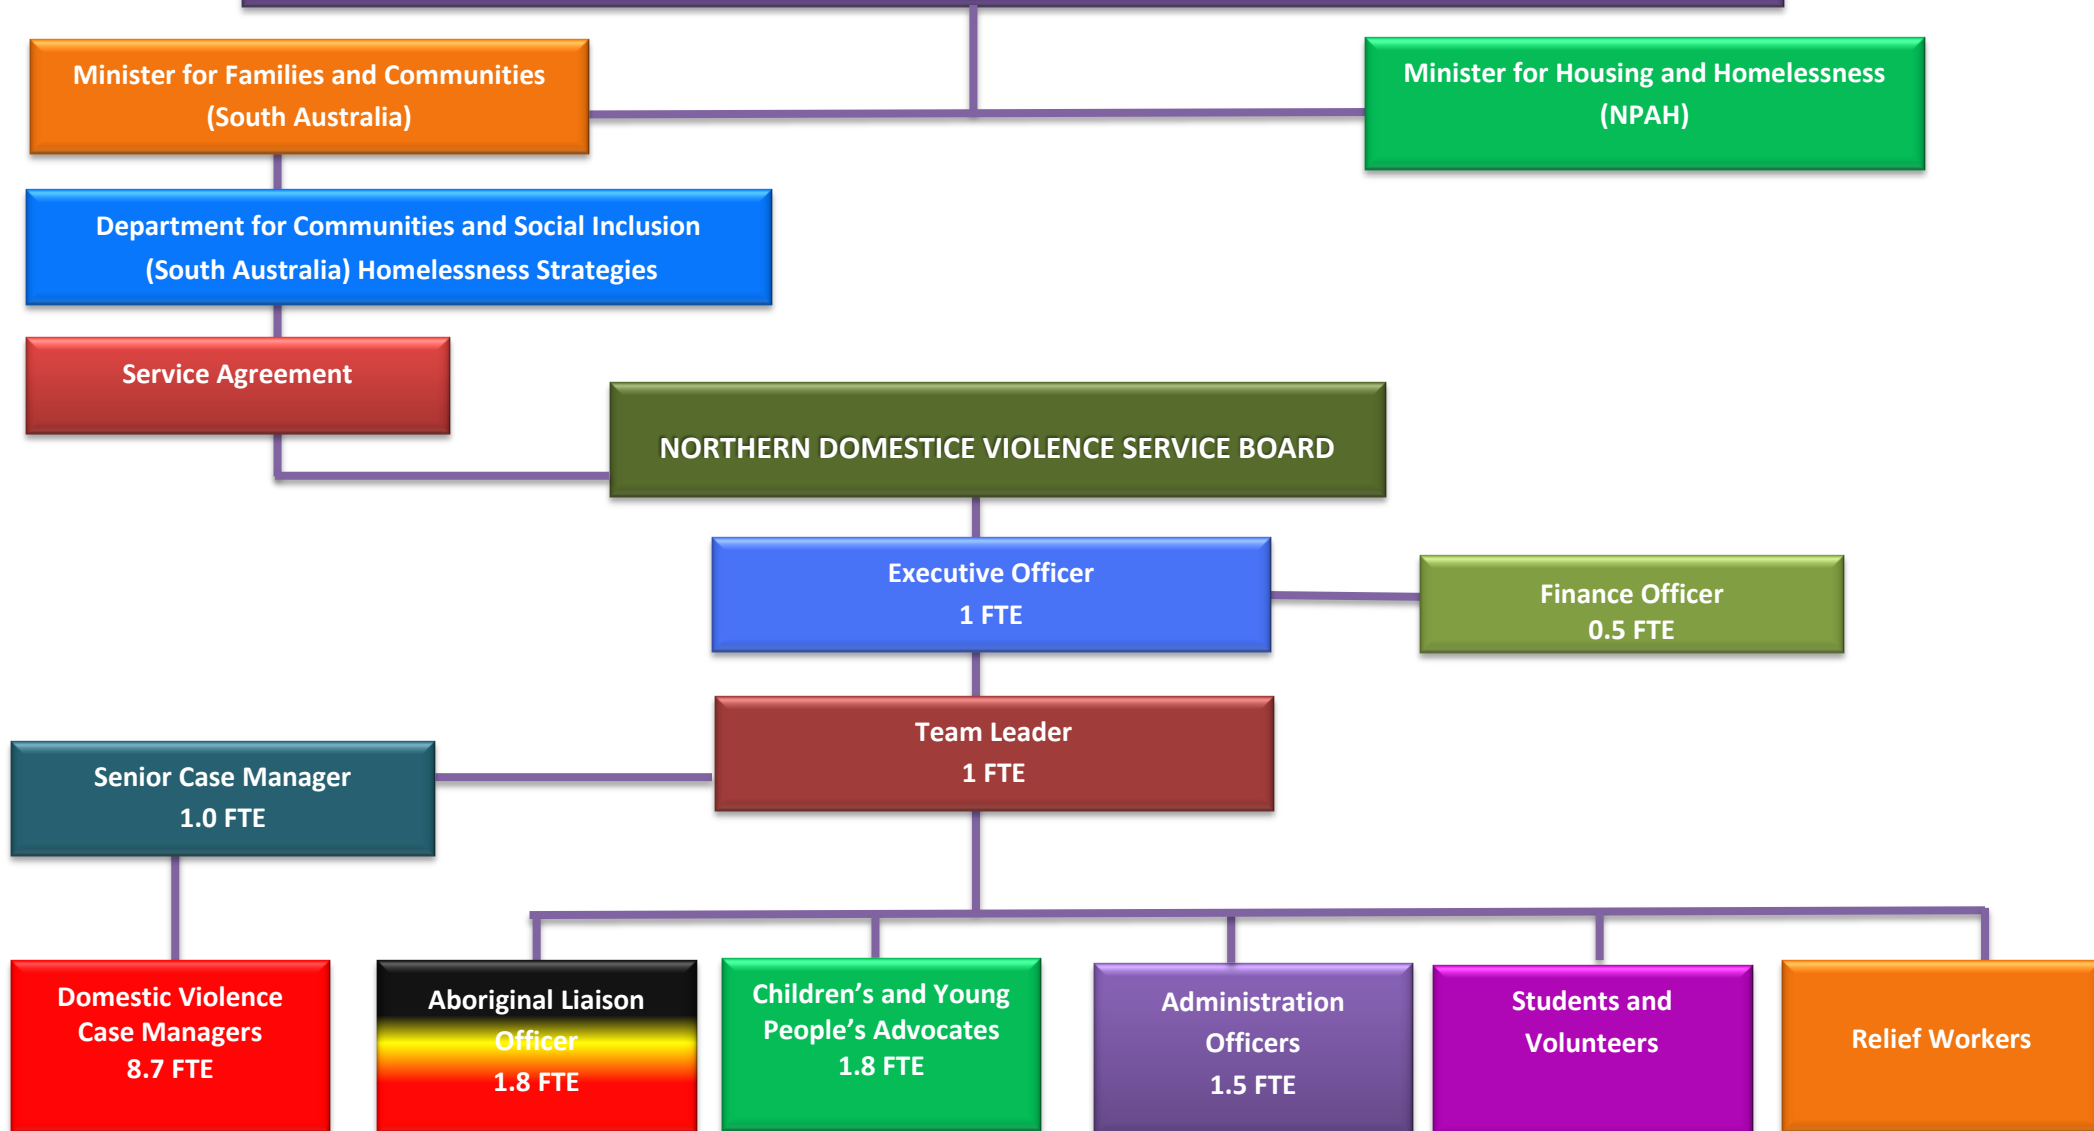 Minister for Families and Communities
(South Australia)
Minister for Housing and Homelessness
(NPAH)
Department for Communities and Social Inclusion
(South Australia) Homelessness Strategies
Service Agreement
NORTHERN DOMESTICE VIOLENCE SERVICE BOARD
Executive Officer
1 FTE
Finance Officer
0.5 FTE
Team Leader
1 FTE
Senior Case Manager
1.0 FTE
Domestic Violence
Case Managers
8.7 FTE
Aboriginal Liaison
Officer
1.8 FTE
Children’s and Young
People’s Advocates
1.8 FTE
Administration
Officers
1.5 FTE
Students and
Volunteers
Relief Workers